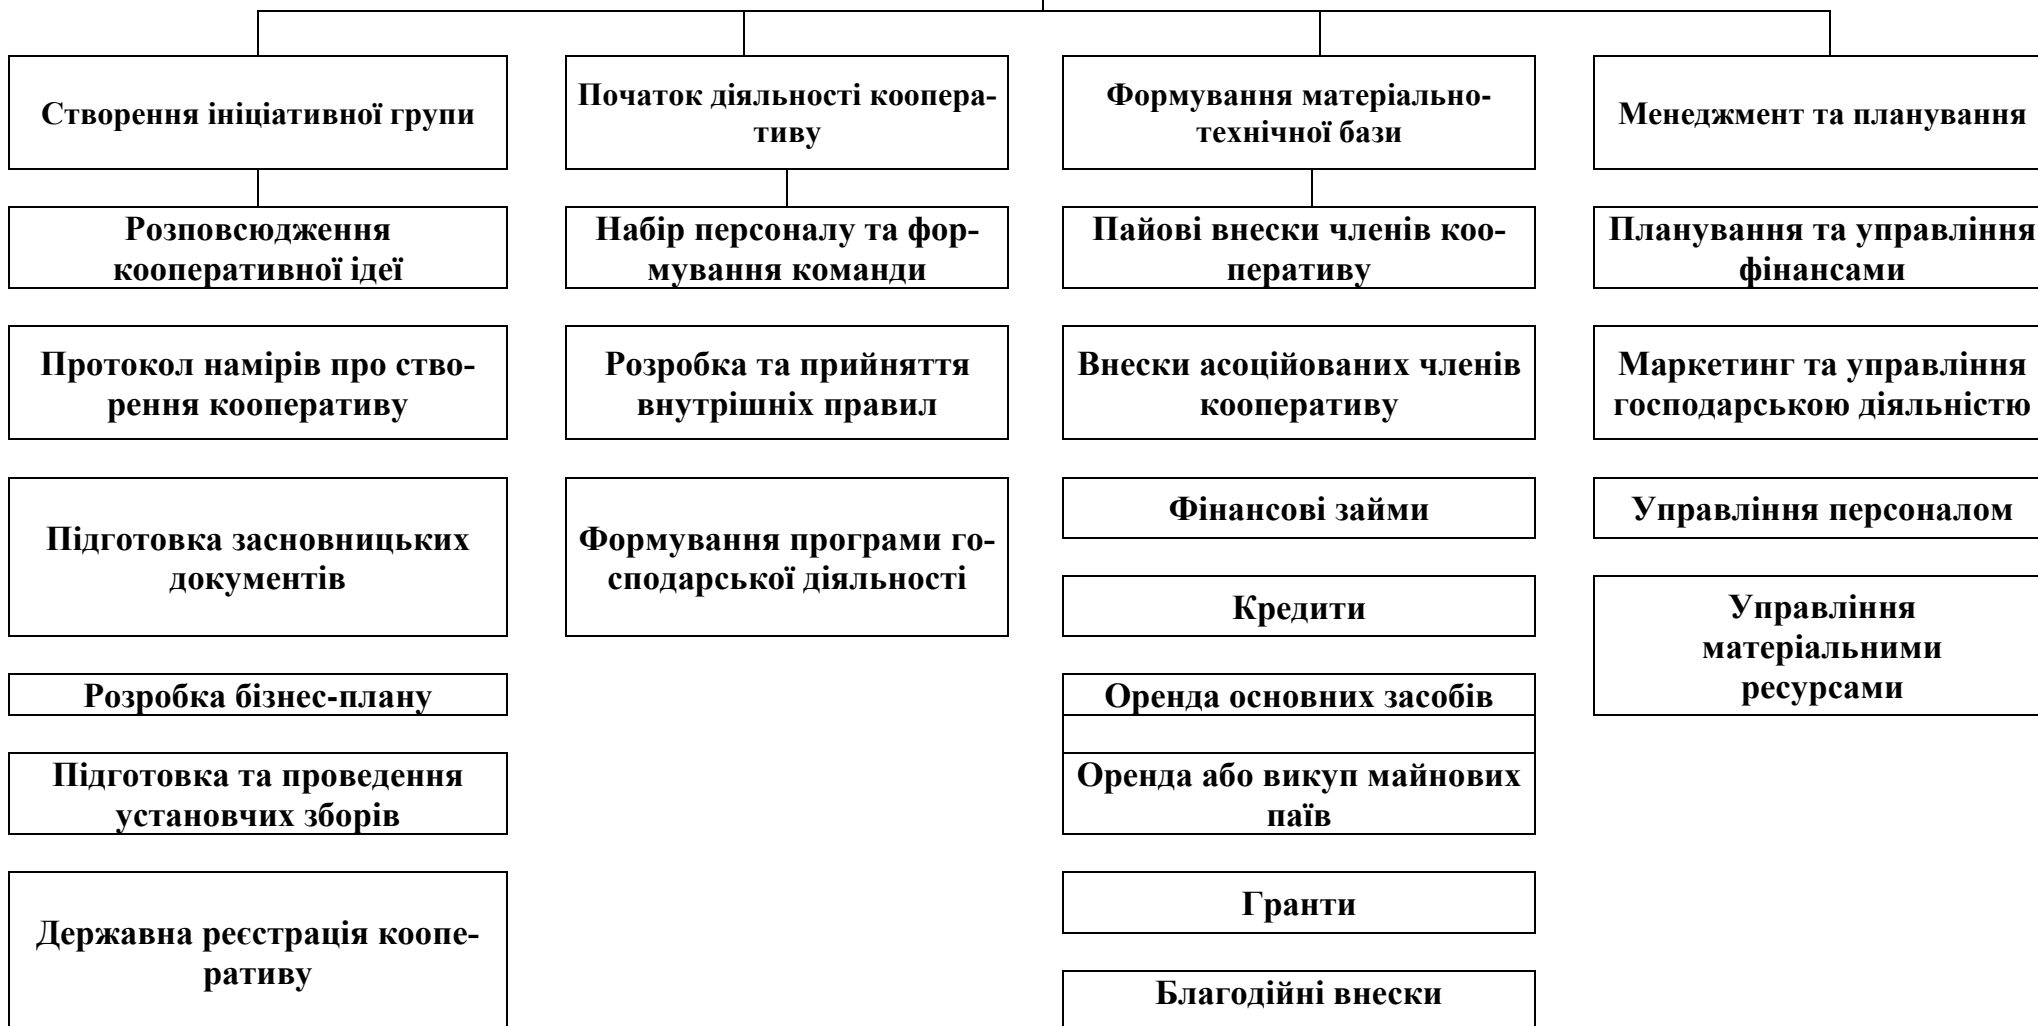 Створення ініціативної групи
Початок діяльності коопера-
тиву
Формування матеріально-
технічної бази
Менеджмент та планування
Розповсюдження
кооперативної ідеї
Набір персоналу та фор-
мування команди
Пайові внески членів коо-
перативу
Планування та управління
фінансами
Протокол намірів про ство-
рення кооперативу
Розробка та прийняття
внутрішніх правил
Внески асоційованих членів
кооперативу
Маркетинг та управління
господарською діяльністю
Підготовка засновницьких
документів
Формування програми го-
сподарської діяльності
Фінансові займи
Управління персоналом
Кредити
Управління
матеріальними
ресурсами
Розробка бізнес-плану
Оренда основних засобів
Підготовка та проведення
установчих зборів
Оренда або викуп майнових
паїв
Державна реєстрація коопе-
ративу
Гранти
Благодійні внески